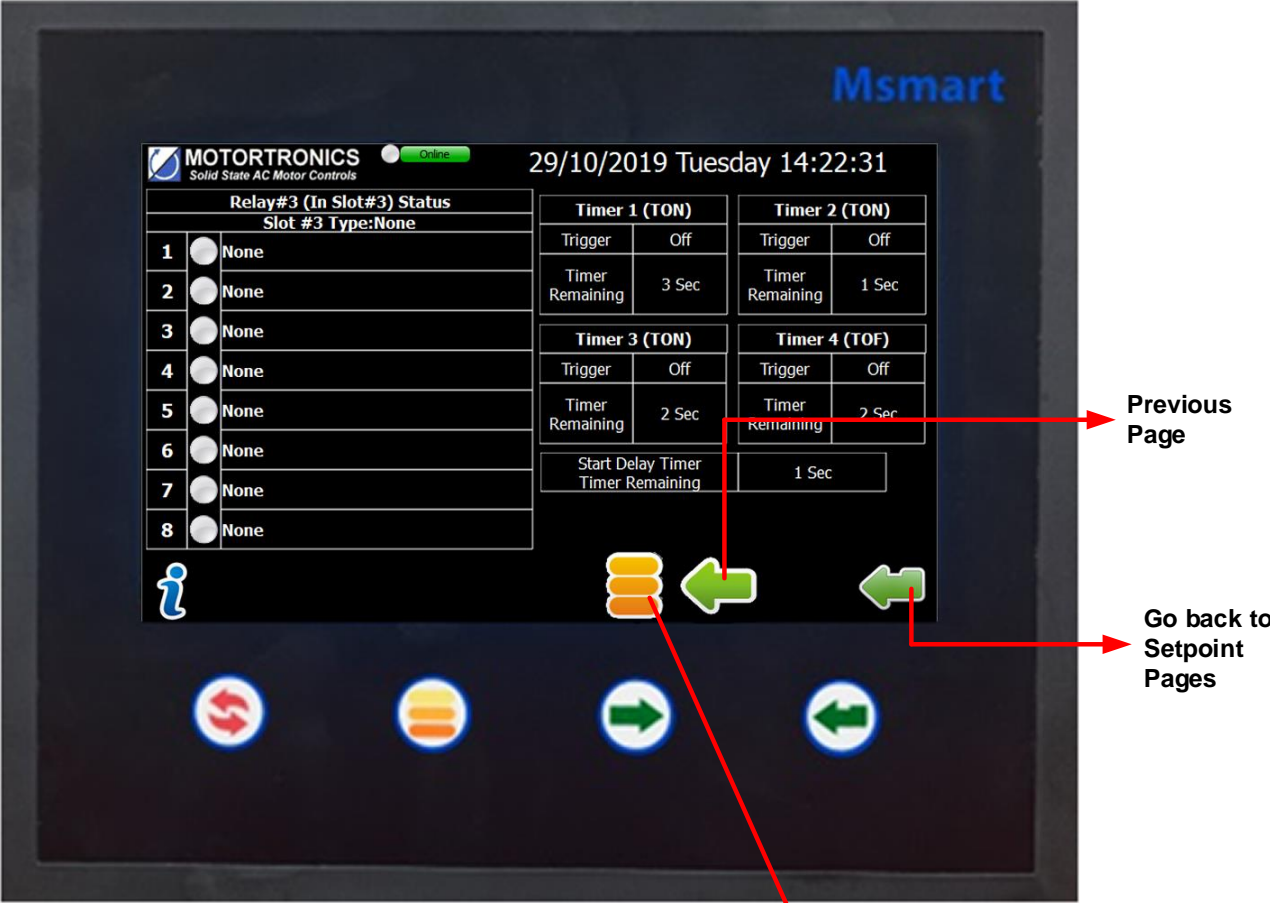 Msmart
MOTORTRONICS
Solid State AC Motor Controls
Online
29/10/2019 Tuesday 14:22:31
Relay#3 (In Slot#3) Status
Slot #3 Type:None
1 None
2 None
3 None
4 None
5 None
6 None
7 None
8 None
Timer 1 (TON)
Trigger Off
Timer
Remaining
3 Sec
Timer 2 (TON)
Trigger Off
Timer
Remaining
1 Sec
Timer 3 (TON)
Trigger Off
Timer
Remaining
2 Sec
Timer 4 (TOF)
Trigger Off
Timer
Remaining
2 Sec
Start Delay Timer
Timer Remaining
1 Sec
Previous
Page
Go back to
Setpoint
Pages